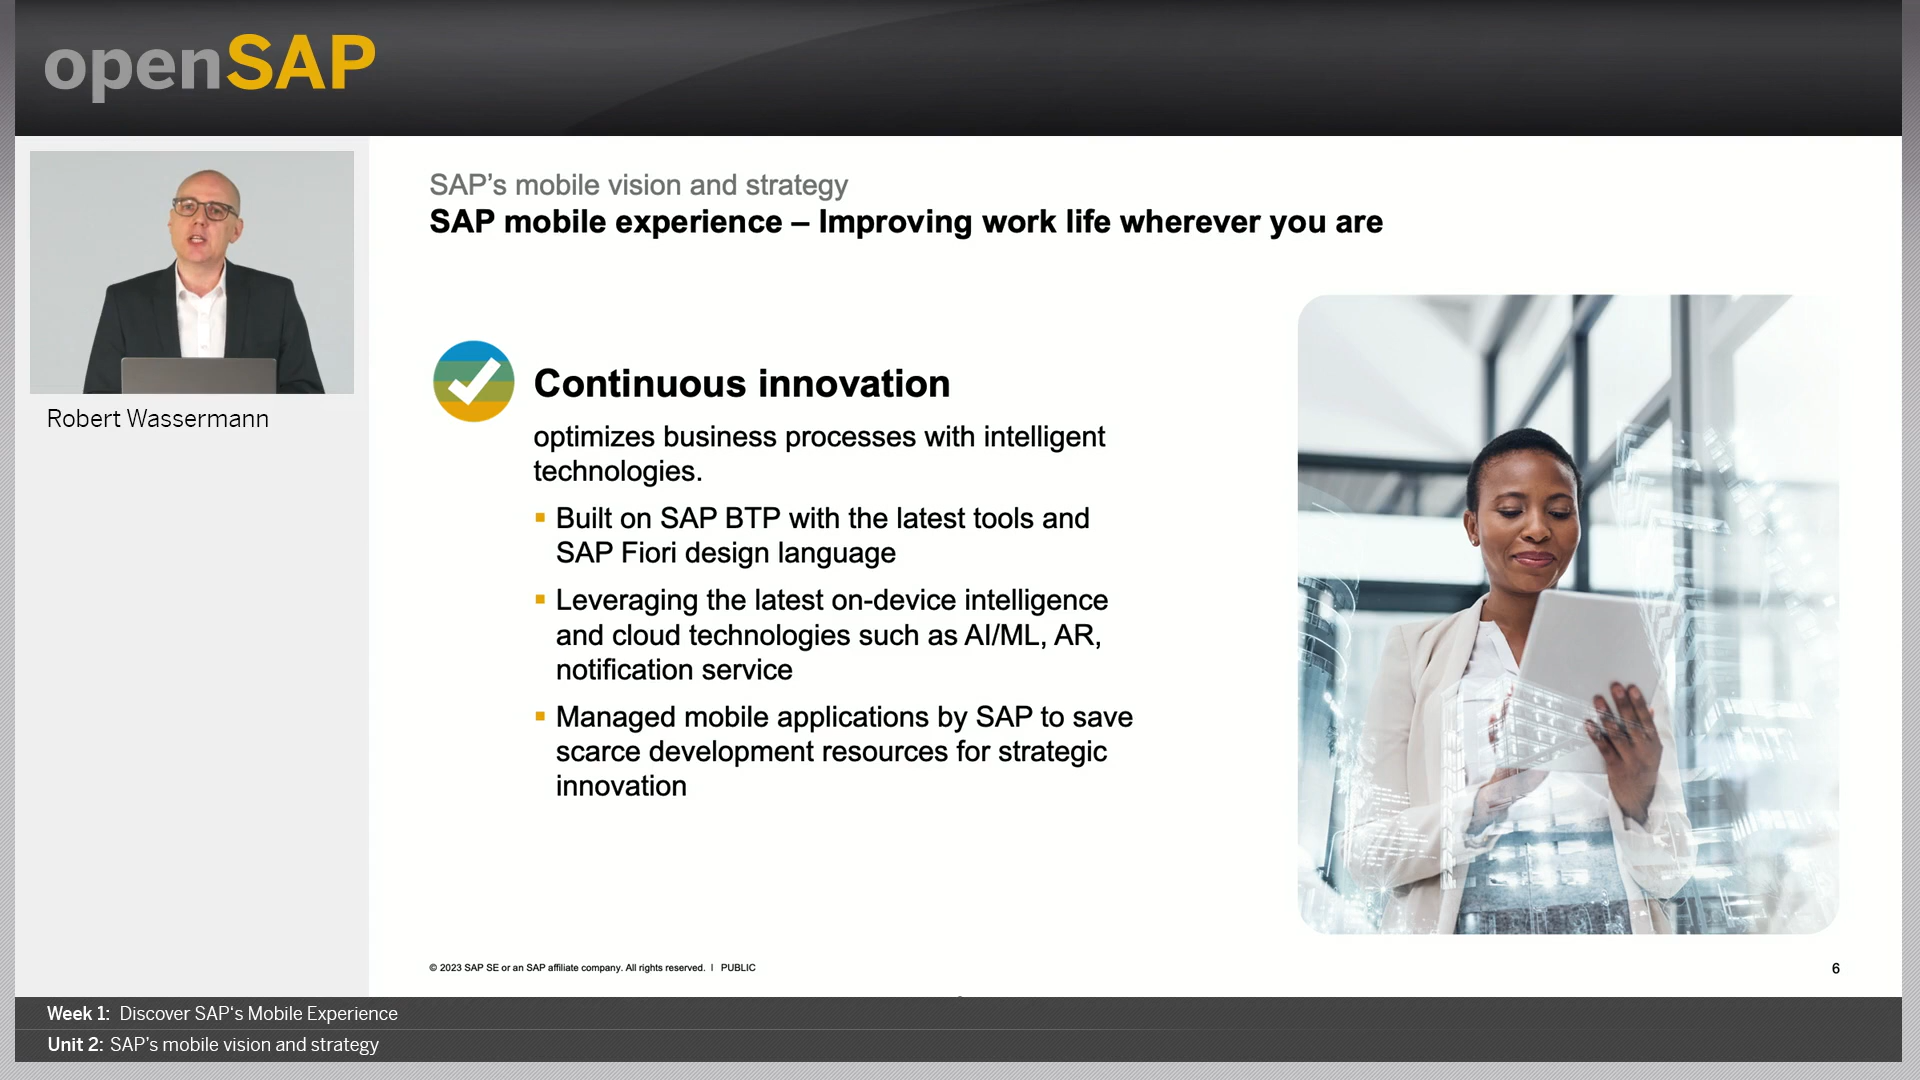 openSAP
Robert Wassermann
SAP’s mobile vision and strategy
SAP mobile experience – Improving work life wherever you are
Continuous innovation
optimizes business processes with intelligent
technologies.
▪ Built on SAP BTP with the latest tools and
SAP Fiori design language
▪ Leveraging the latest on-device intelligence
and cloud technologies such as AI/ML, AR,
notification service
▪ Managed mobile applications by SAP to save
scarce development resources for strategic
innovation
© 2023 SAP SE or an SAP affiliate company. All rights reserved. | PUBLIC
6
Week 1: Discover SAP‘s Mobile Experience
Unit 2: SAP’s mobile vision and strategy